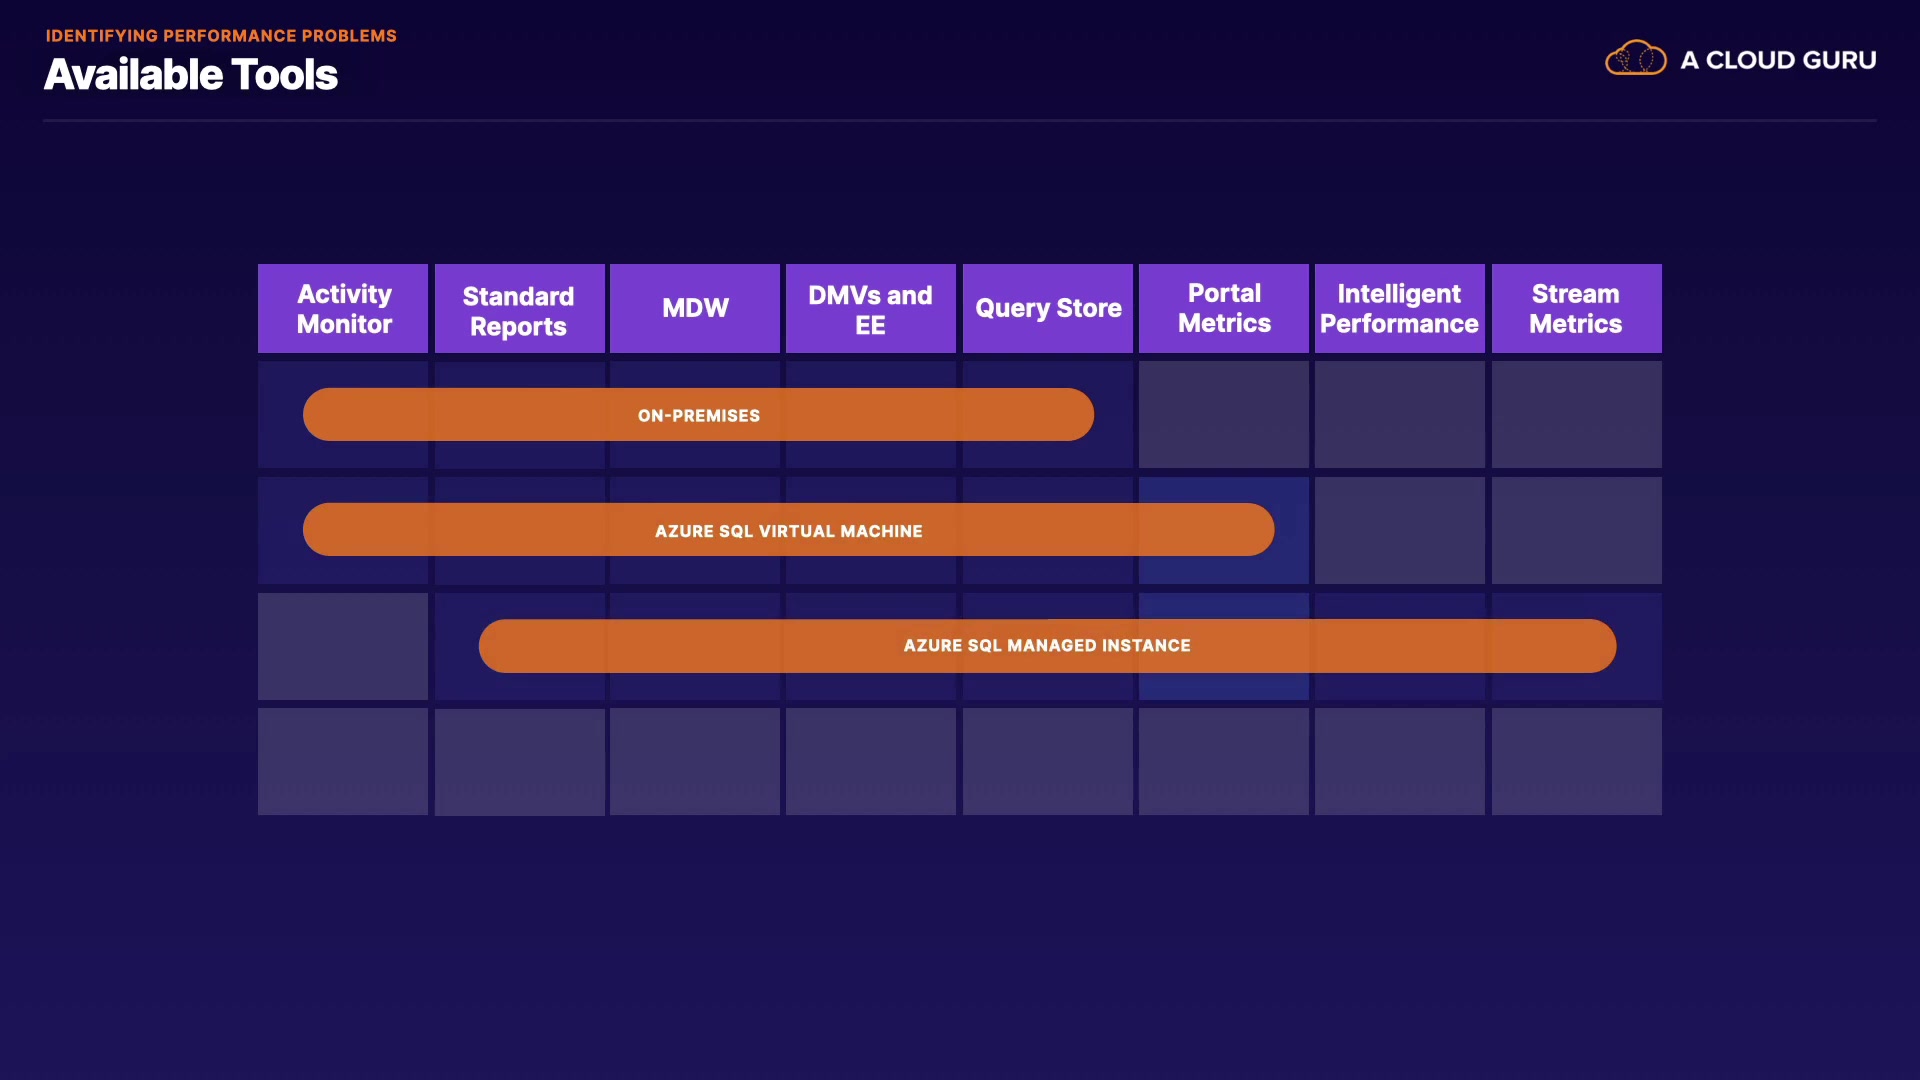 IDENTIFYING PERFORMANCE PROBLEMS
Available Tools
A CLOUD GURU
Activity
Monitor
Standard
Reports
MDW
DMVs and
EE
Query Store
Portal
Metrics
Intelligent
Performance
Stream
Metrics
ON-PREMISES
AZURE SQL VIRTUAL MACHINE
AZURE SQL MANAGED INSTANCE